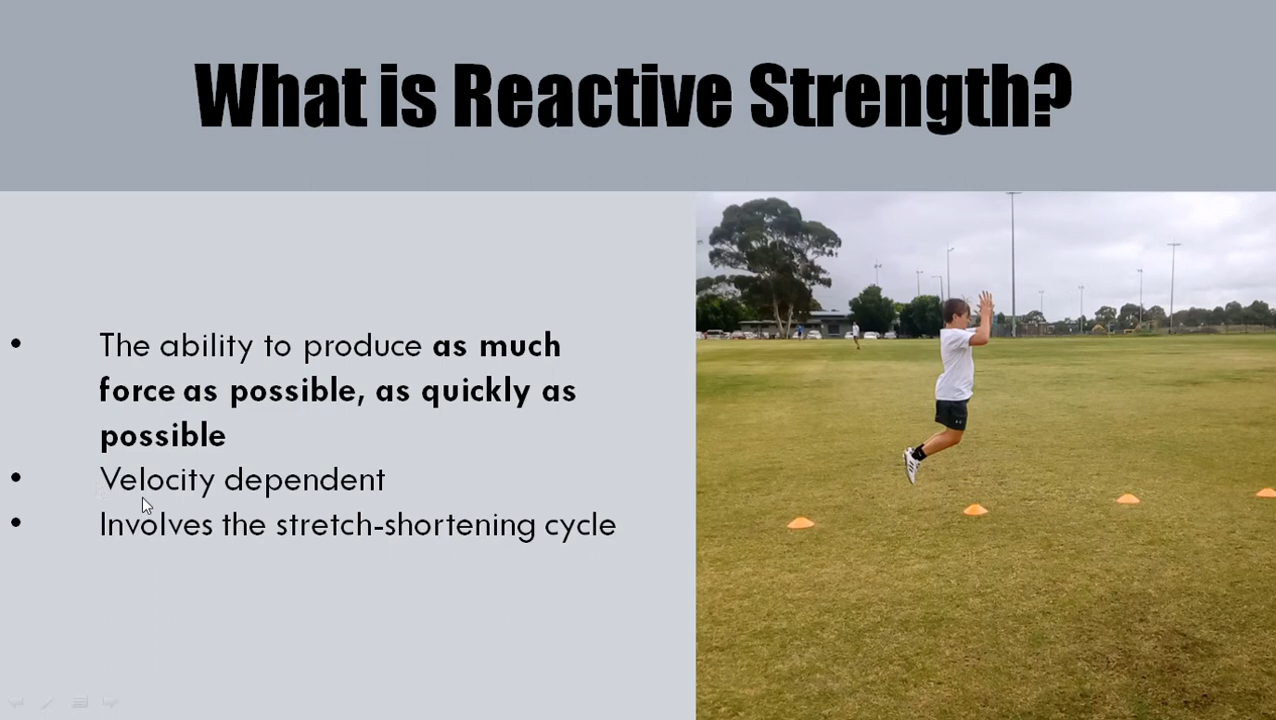 What is Reactive Strength?
• The ability to produce as much
force as possible, as quickly as
possible
• Velocity dependent
• Involves the stretch-shortening cycle